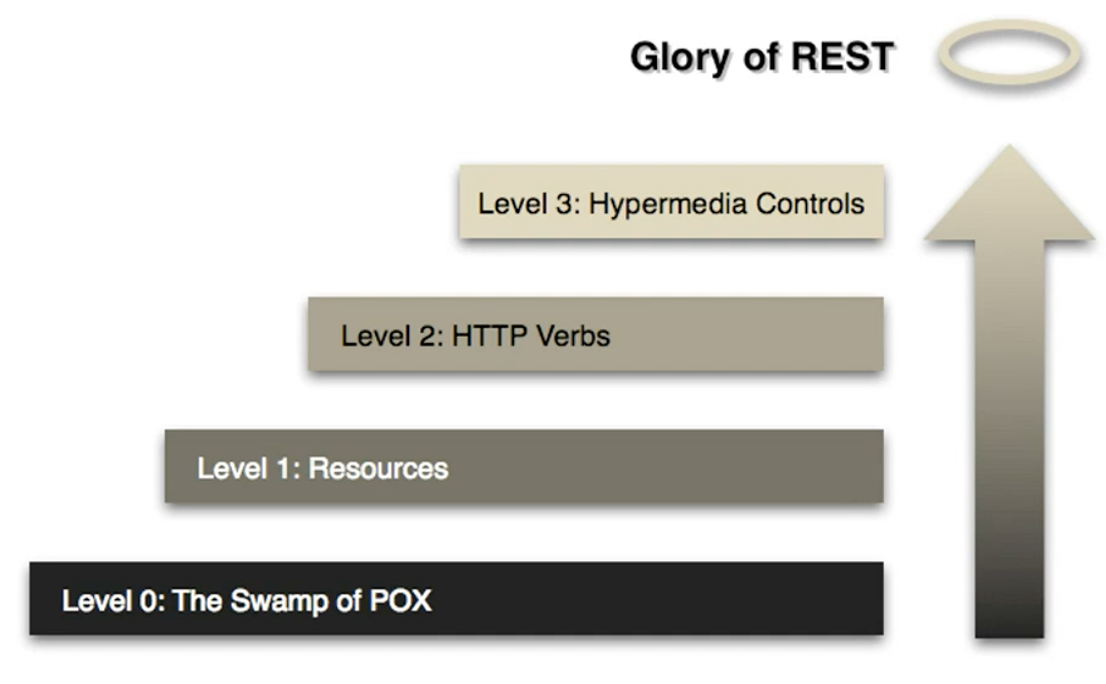 Glory of REST
Level 3: Hypermedia Controls
Level 2: HTTP Verbs
Level 1: Resources
Level 0: The Swamp of POX